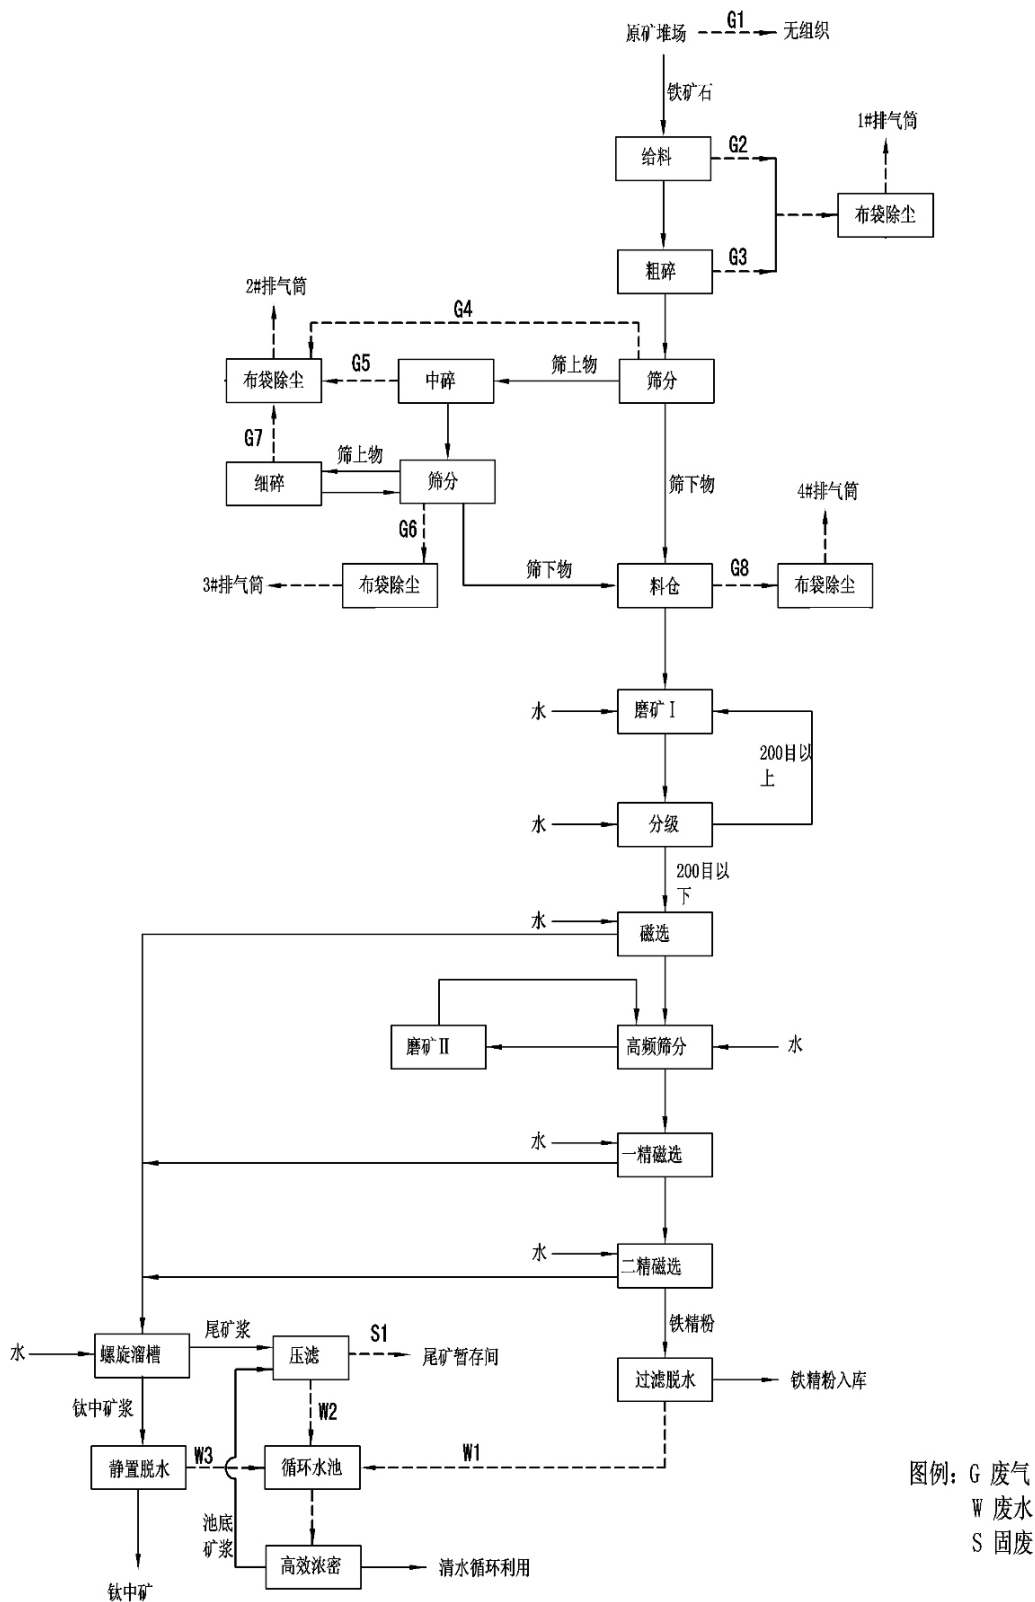 原矿堆场
G1
无组织
铁矿石
1#排气筒
给料
G2
布袋除尘
粗碎
G3
2#排气筒
G4
布袋除尘
G5
中碎
筛上物
筛分
G7
筛上物
细碎
筛分
筛下物
4#排气筒
G6
3#排气筒
布袋除尘
筛下物
料仓
G8
布袋除尘
水
磨矿Ⅰ
200目以
上
水
分级
200目以
下
水
磁选
磨矿Ⅱ
高频筛分
水
水
一精磁选
水
二精磁选
铁精粉
水
螺旋溜槽
尾矿浆
压滤
S1
尾矿暂存间
过滤脱水
铁精粉入库
钛中矿浆
W2
静置脱水
W3
循环水池
W1
池底
矿浆
高效浓密
清水循环利用
钛中矿
图例：G 废气
W 废水
S 固废